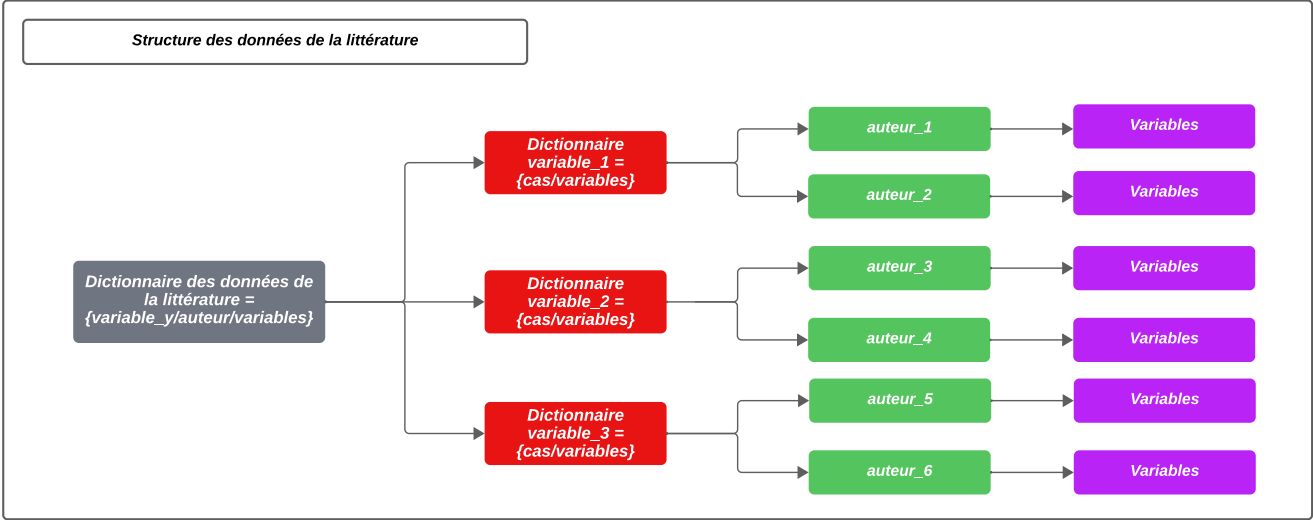 Structure des données de la littérature
Dictionnaire des données de
la littérature =
{variable_y/auteur/variables}
Dictionnaire
variable_1 =
{cas/variables}
Dictionnaire
variable_2 =
{cas/variables}
Dictionnaire
variable_3 =
{cas/variables}
auteur_1
Variables
auteur_2
Variables
auteur_3
Variables
auteur_4
Variables
auteur_5
Variables
auteur_6
Variables